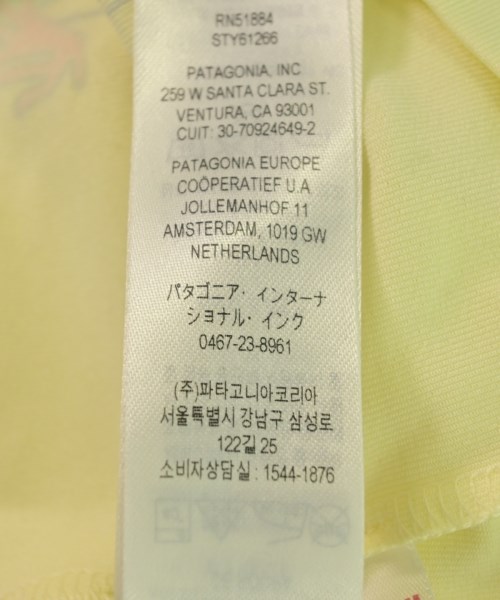 RN51884
STY61266
PATAGONIA, INC
259 W SANTA CLARA ST.
VENTURA, CA 93001
CUIT: 30-70924649-2
PATAGONIA EUROPE
COÖPERATIEF U.A
JOLLEMANHOF 11
AMSTERDAM, 1019 GW
NETHERLANDS
パタゴニア・インターナ
ショナル・インク
0467-23-8961
(주)파타고니아코리아
서울특별시 강남구 삼성로
122길 25
소비자상담실 : 1544-1876